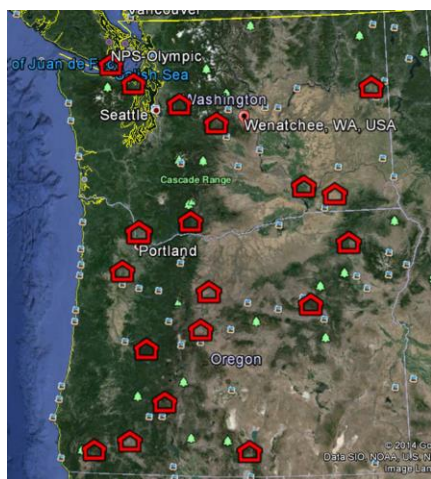 Vancouver
NPS-Olympic
of Juan de F
lish Sea
Washington
Seattle
Wenatchee, WA, USA
Cascade Range
Portland
Oregon
© 2014 Go
Data SIO, NOAA, U.S. N
Image Lan